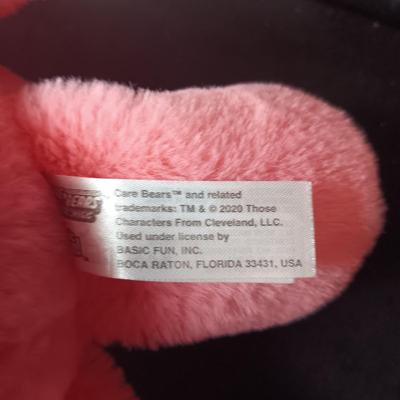 BEARS
Care Bears™ and related
trademarks: TM & © 2020 Those
Characters From Cleveland, LLC.
Used under license by
BASIC FUN, INC.
BOCA RATON, FLORIDA 33431, USA